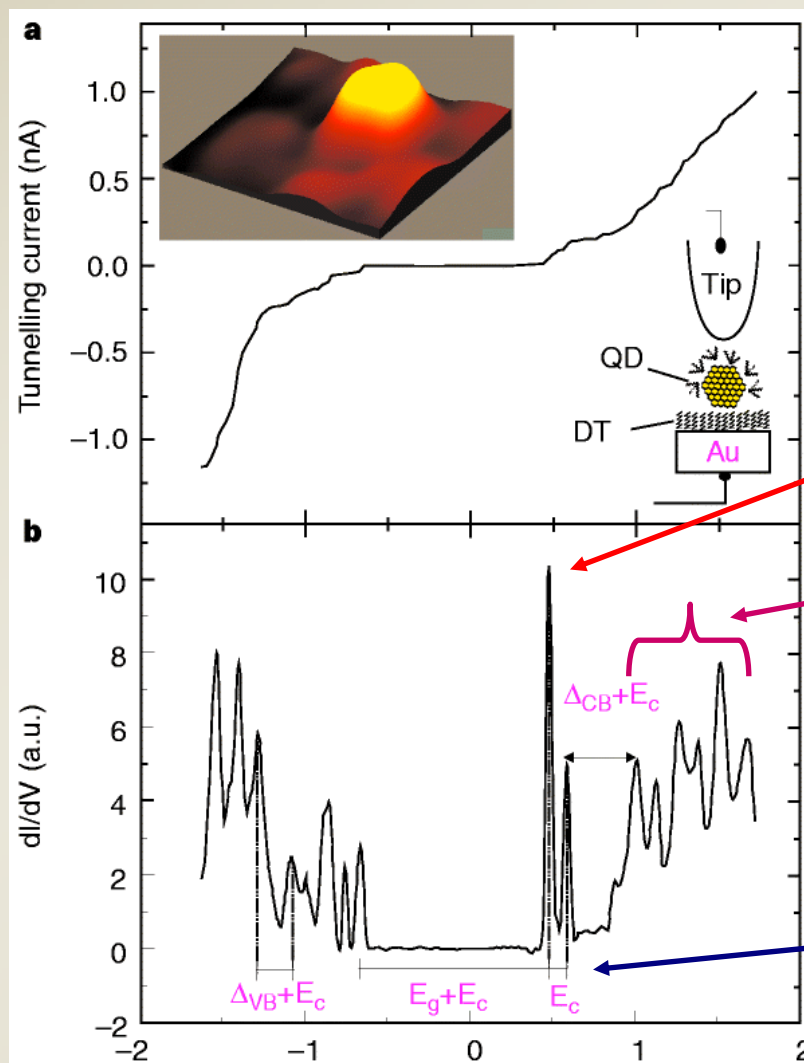 a
Tunnelling current (nA)
1.0
0.5
0.0
−0.5
−1.0
Tip
QD
DT
Au
b
dI/dV (a.u.)
10
8
6
4
2
0
−2
Δ_CB+E_c
Δ_VB+E_c
E_g+E_c
E_c
−2 −1 0 1 2